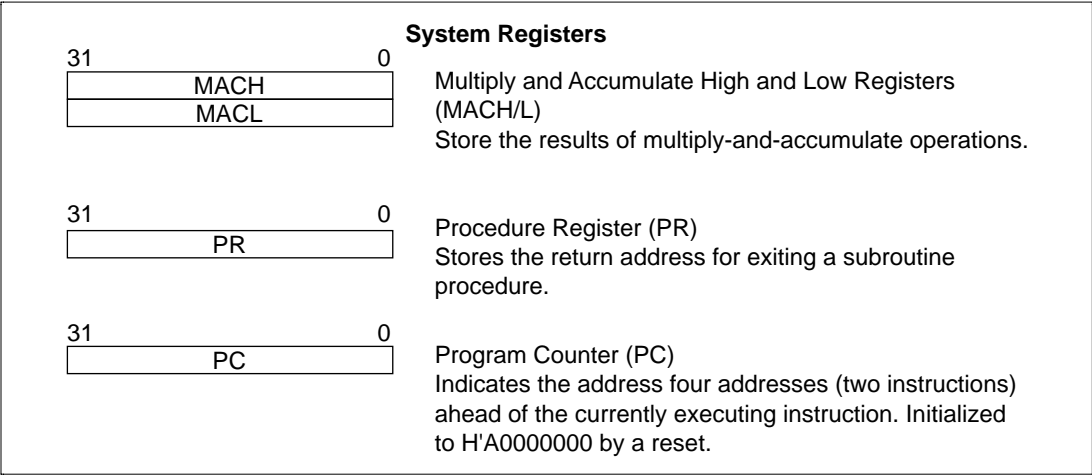 System Registers
31 0
MACH
MACL
Multiply and Accumulate High and Low Registers
(MACH/L)
Store the results of multiply-and-accumulate operations.
31 0
PR
Procedure Register (PR)
Stores the return address for exiting a subroutine
procedure.
31 0
PC
Program Counter (PC)
Indicates the address four addresses (two instructions)
ahead of the currently executing instruction. Initialized
to H'A0000000 by a reset.